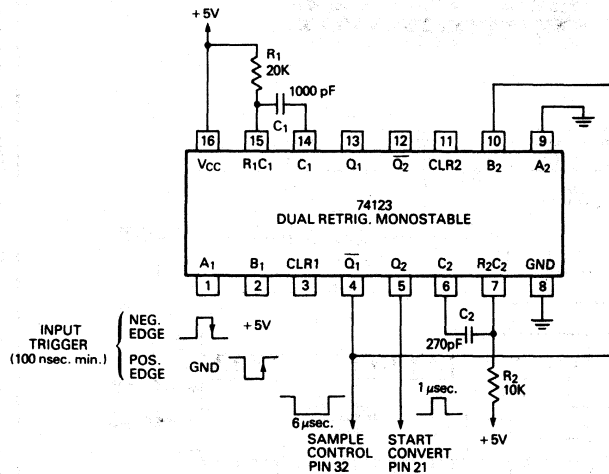 +5V
R1
20K
1000 pF
C1
16 15 14 13 12 11 10 9
VCC R1C1 C1 Q1 Q̅2 CLR2 B2 A2
74123
DUAL RETRIG. MONOSTABLE
A1 B1 CLR1 Q̅1 Q2 C2 R2C2 GND
1 2 3 4 5 6 7 8
INPUT
TRIGGER
(100 nsec. min.)
NEG.
EDGE
+5V
POS.
EDGE
GND
C2
270pF
R2
10K
1 µsec.
6 µsec.
+5V
SAMPLE
CONTROL
PIN 32
START
CONVERT
PIN 21